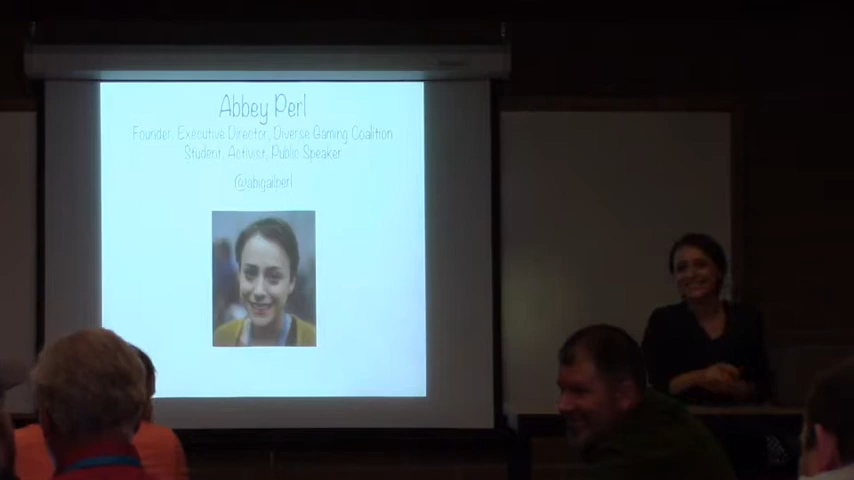 Abbey Perl
Founder, Executive Director, Diverse Gaming Coalition
Student, Activist, Public Speaker
@abigailperl